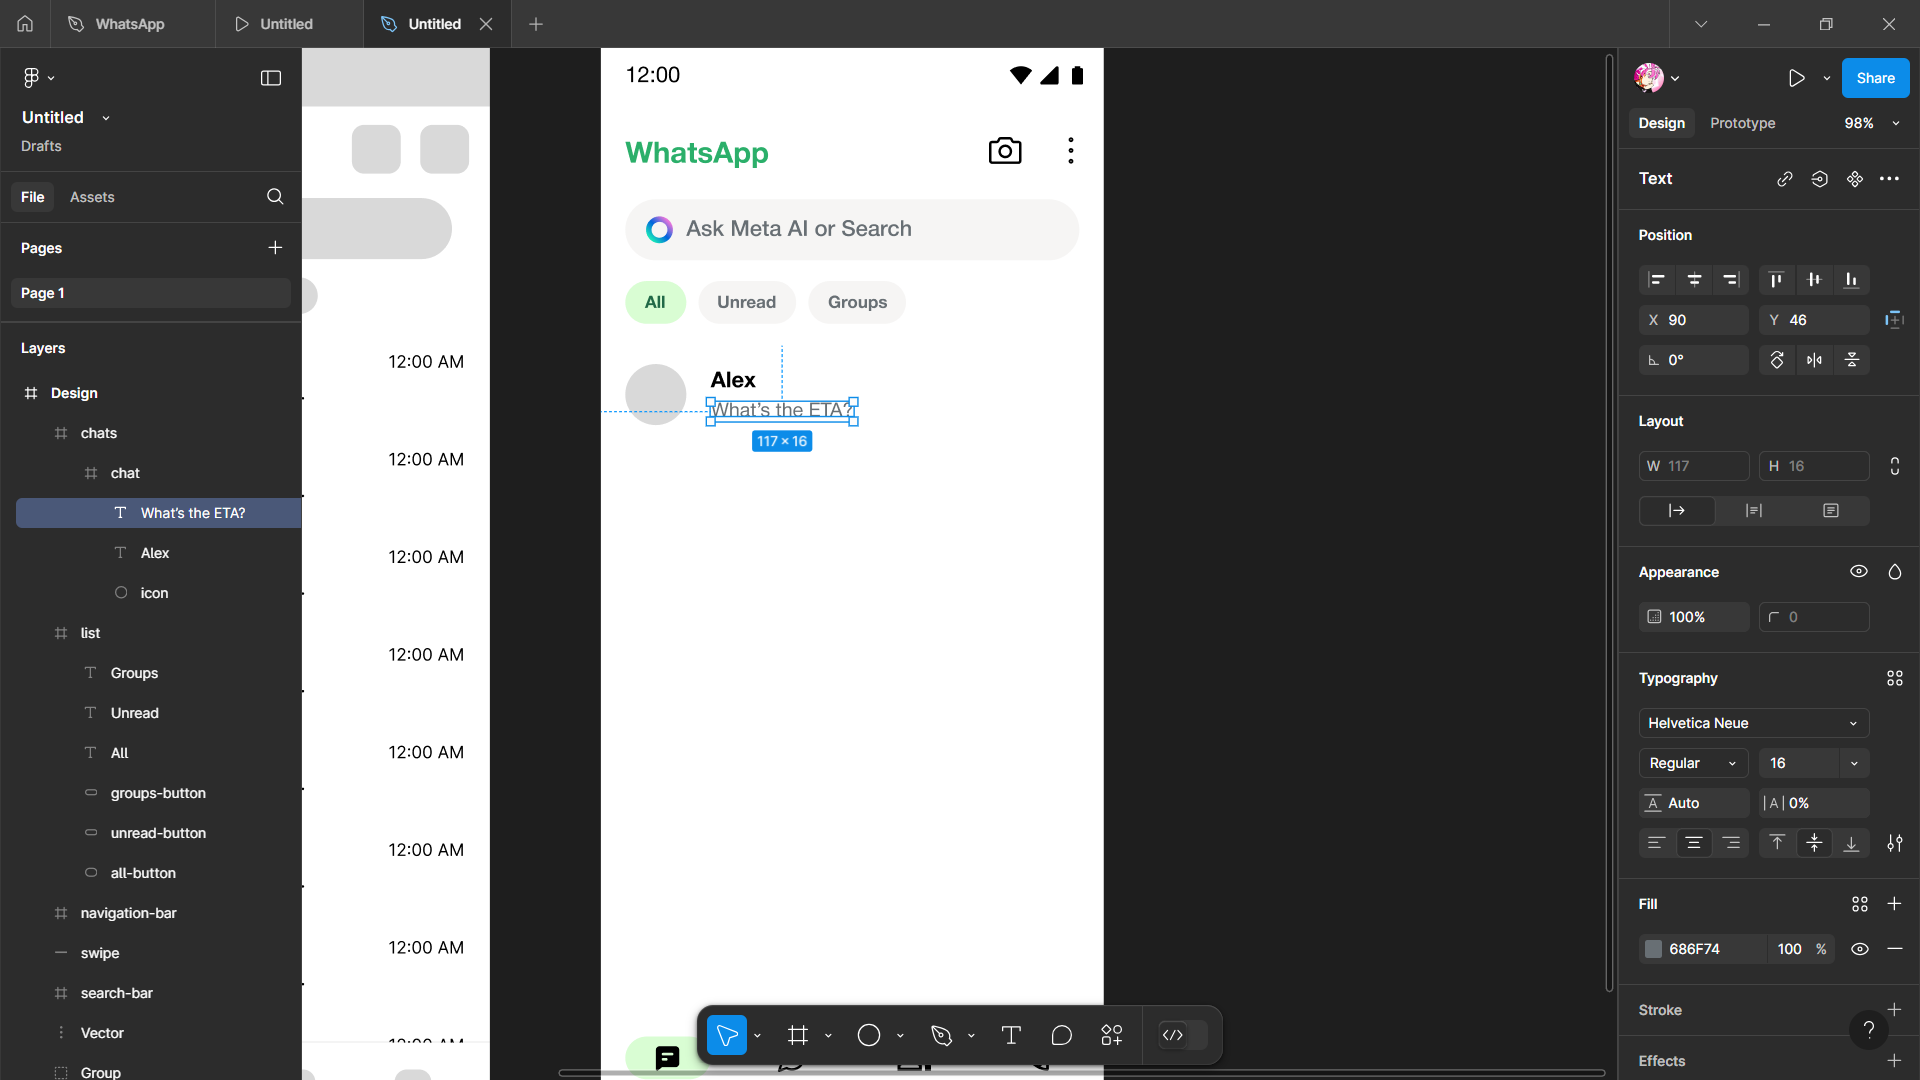 WhatsApp
Untitled
Untitled
Untitled
Drafts
File
Assets
Pages
Page 1
Layers
Design
chats
chat
What's the ETA?
Alex
icon
list
Groups
Unread
All
groups-button
unread-button
all-button
navigation-bar
swipe
search-bar
Vector
Group
12:00 AM
12:00 AM
12:00 AM
12:00 AM
12:00 AM
12:00 AM
12:00 AM
12:00 AM
12:00
WhatsApp
Ask Meta AI or Search
All
Unread
Groups
Alex
What's the ETA?
117 × 16
Share
Design
Prototype
98%
Text
Position
X 90
Y 46
0°
Layout
W 117
H 16
Appearance
100%
0
Typography
Helvetica Neue
Regular
16
A Auto
|A| 0%
Fill
686F74
100 %
Stroke
Effects
?